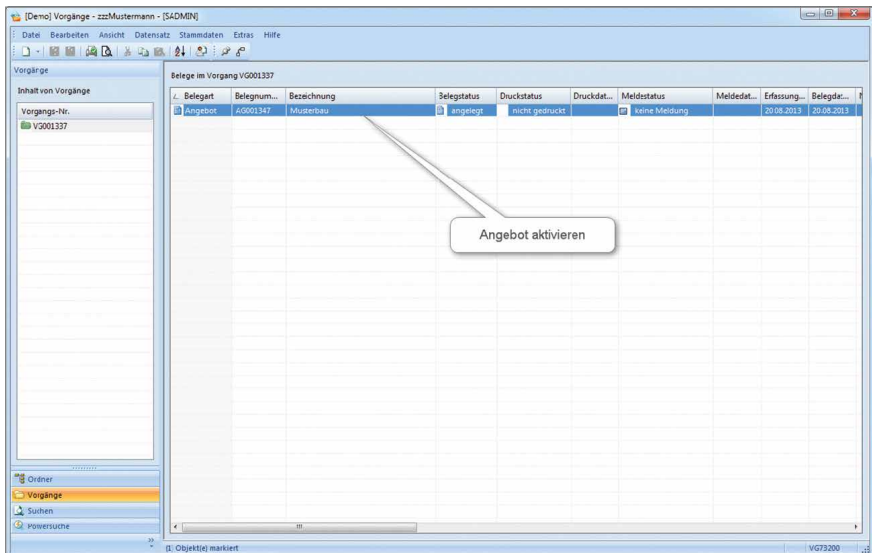 [Demo] Vorgänge - zzzMustermann - [SADMIN]
Datei Bearbeiten Ansicht Datensatz Stammdaten Extras Hilfe
Vorgänge
Inhalt von Vorgänge
Vorgangs-Nr.
VG001337
Belege im Vorgang VG001337
Belegart Belegnum... Bezeichnung Belegstatus Druckstatus Druckdat... Meldestatus Meldedat... Erfassung... Belegdat...
Angebot AG001347 Musterbau angelegt nicht gedruckt keine Meldung 20.08.2013 20.08.2013
Angebot aktivieren
Ordner
Vorgänge
Suchen
Powersuche
(1 Objekt(e) markiert
VG73200